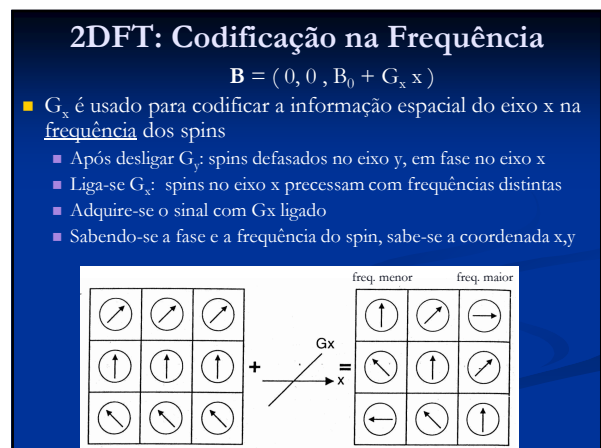 2DFT: Codificação na Frequência
B = ( 0, 0 , B₀ + Gₓ x )
Gₓ é usado para codificar a informação espacial do eixo x na
frequência dos spins
Após desligar Gᵧ: spins defasados no eixo y, em fase no eixo x
Liga-se Gₓ: spins no eixo x precessam com frequências distintas
Adquire-se o sinal com Gx ligado
Sabendo-se a fase e a frequência do spin, sabe-se a coordenada x,y
freq. menor freq. maior
Gx
+ =
x